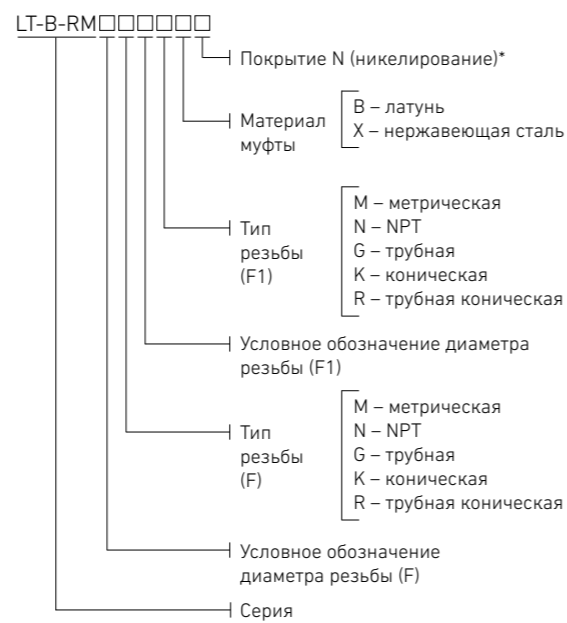 LT-B-RM□□□□□□
Покрытие N (никелирование)*
Материал
муфты
B – латунь
X – нержавеющая сталь
Тип
резьбы
(F1)
M – метрическая
N – NPT
G – трубная
K – коническая
R – трубная коническая
Условное обозначение диаметра
резьбы (F1)
Тип
резьбы
(F)
M – метрическая
N – NPT
G – трубная
K – коническая
R – трубная коническая
Условное обозначение
диаметра резьбы (F)
Серия